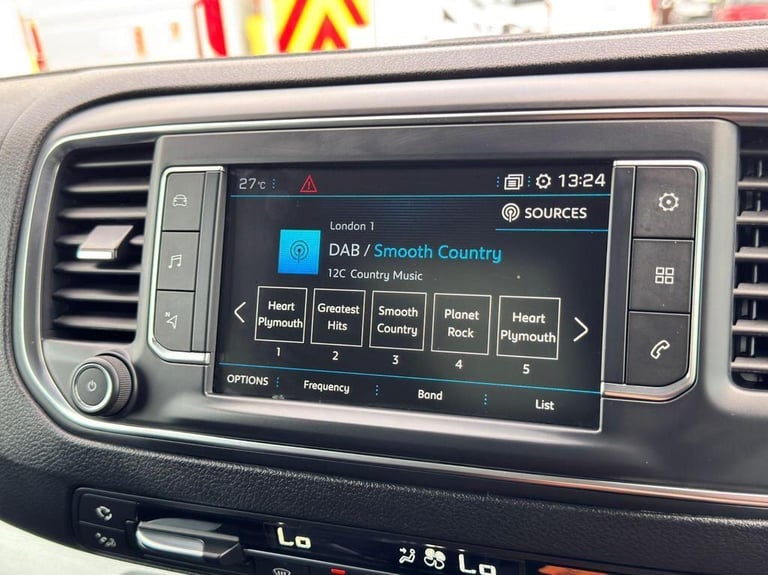 27°C
13:24
SOURCES
London 1
DAB / Smooth Country
12C Country Music
Heart Plymouth
Greatest Hits
Smooth Country
Planet Rock
Heart Plymouth
1
2
3
4
5
OPTIONS
Frequency
Band
List
N
Lo
Lo